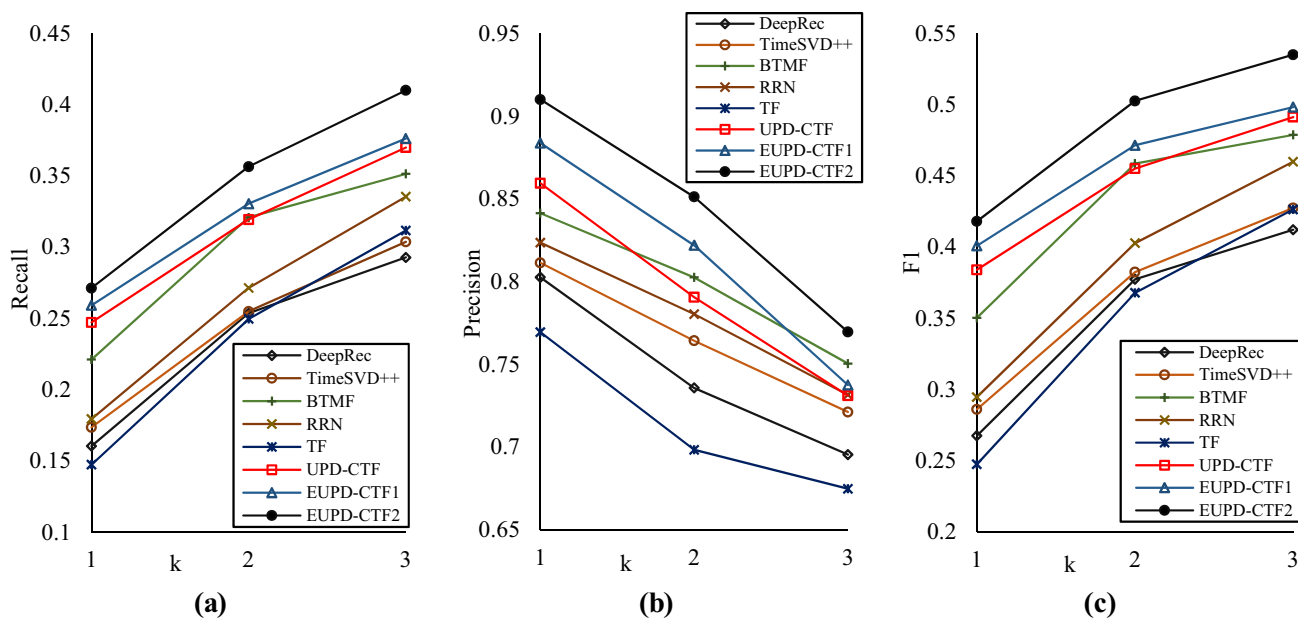 0.45
0.4
0.35
0.3
0.25
0.2
0.15
0.1
Recall
1
2
3
k
DeepRec
TimeSVD++
BTMF
RRN
TF
UPD-CTF
EUPD-CTF1
EUPD-CTF2
(a)
0.95
0.9
0.85
0.8
0.75
0.7
0.65
Precision
1
2
3
k
DeepRec
TimeSVD++
BTMF
RRN
TF
UPD-CTF
EUPD-CTF1
EUPD-CTF2
(b)
0.55
0.5
0.45
0.4
0.35
0.3
0.25
0.2
F1
1
2
3
k
DeepRec
TimeSVD++
BTMF
RRN
TF
UPD-CTF
EUPD-CTF1
EUPD-CTF2
(c)